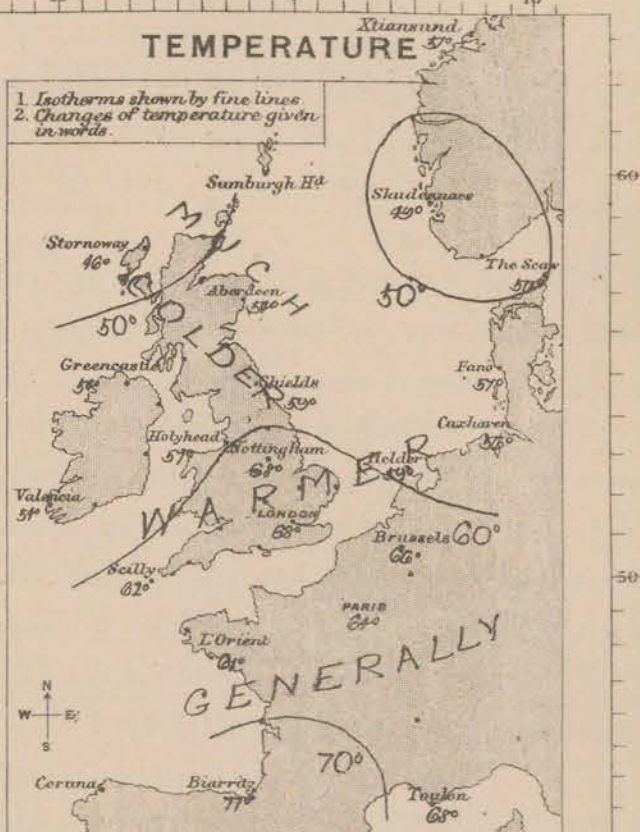 Xtiansund
TEMPERATURE
1. Isotherms shown by fine lines
2. Changes of temperature given
in words.
60
Sumburgh Hd
Skudesnaes
49°
MUCH
Stornoway
46°
The Scaw
Aberdeen
50°
50°
COLDER
Greencastle
Shields
Fano
57°
Cuxhaven
Holyhead
57°
Nottingham
Helder
Valencia
WARMER
LONDON
68°
60°
Brussels
66°
Scilly
62°
50
PARIS
64°
L'Orient
61°
GENERALLY
N
W E
S
70°
Coruna
Biarritz
77°
Toulon
68°